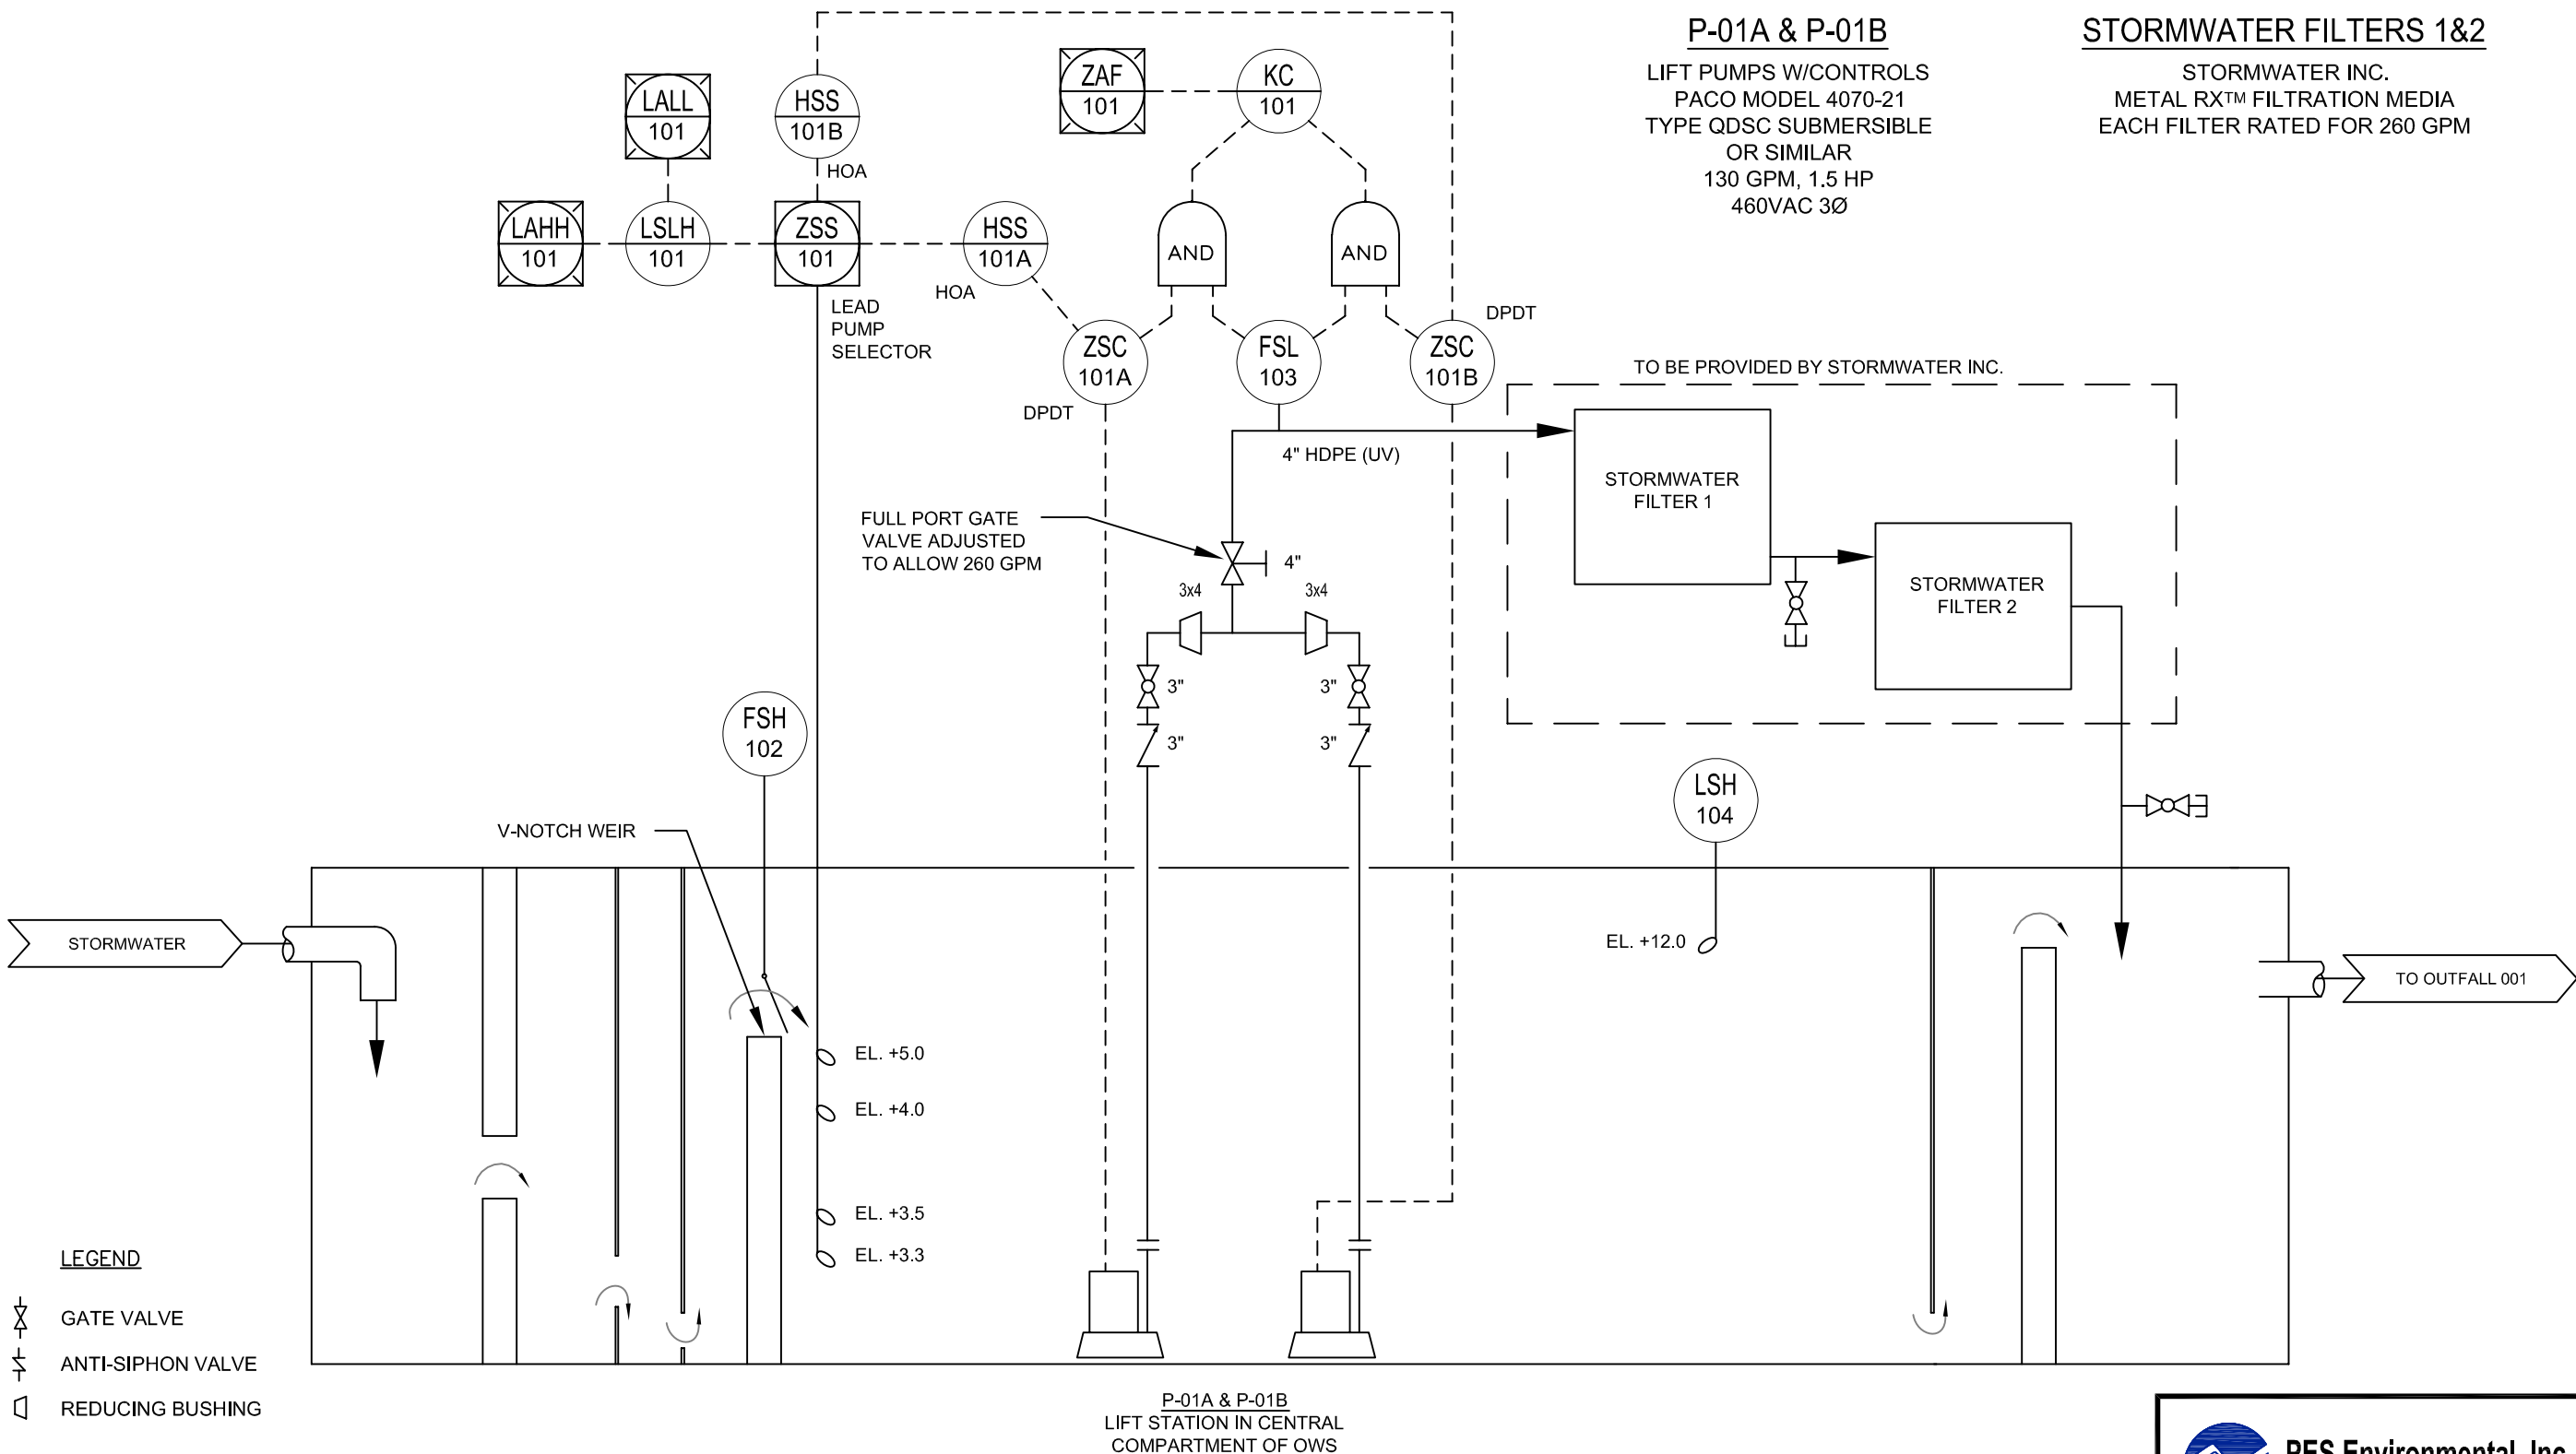 P-01A & P-01B
LIFT PUMPS W/CONTROLS
PACO MODEL 4070-21
TYPE QDSC SUBMERSIBLE
OR SIMILAR
130 GPM, 1.5 HP
460VAC 3Ø
STORMWATER FILTERS 1&2
STORMWATER INC.
METAL RX™ FILTRATION MEDIA
EACH FILTER RATED FOR 260 GPM
LALL
101
HSS
101B
HOA
ZAF
101
KC
101
LAHH
101
LSLH
101
ZSS
101
HSS
101A
HOA
AND
AND
LEAD
PUMP
SELECTOR
ZSC
101A
DPDT
FSL
103
ZSC
101B
DPDT
TO BE PROVIDED BY STORMWATER INC.
4" HDPE (UV)
STORMWATER
FILTER 1
STORMWATER
FILTER 2
FULL PORT GATE
VALVE ADJUSTED
TO ALLOW 260 GPM
4"
3x4
3x4
3"
3"
3"
3"
FSH
102
LSH
104
V-NOTCH WEIR
STORMWATER
EL. +12.0
TO OUTFALL 001
EL. +5.0
EL. +4.0
EL. +3.5
EL. +3.3
LEGEND
GATE VALVE
ANTI-SIPHON VALVE
REDUCING BUSHING
P-01A & P-01B
LIFT STATION IN CENTRAL
COMPARTMENT OF OWS
PES Environmental, Inc.